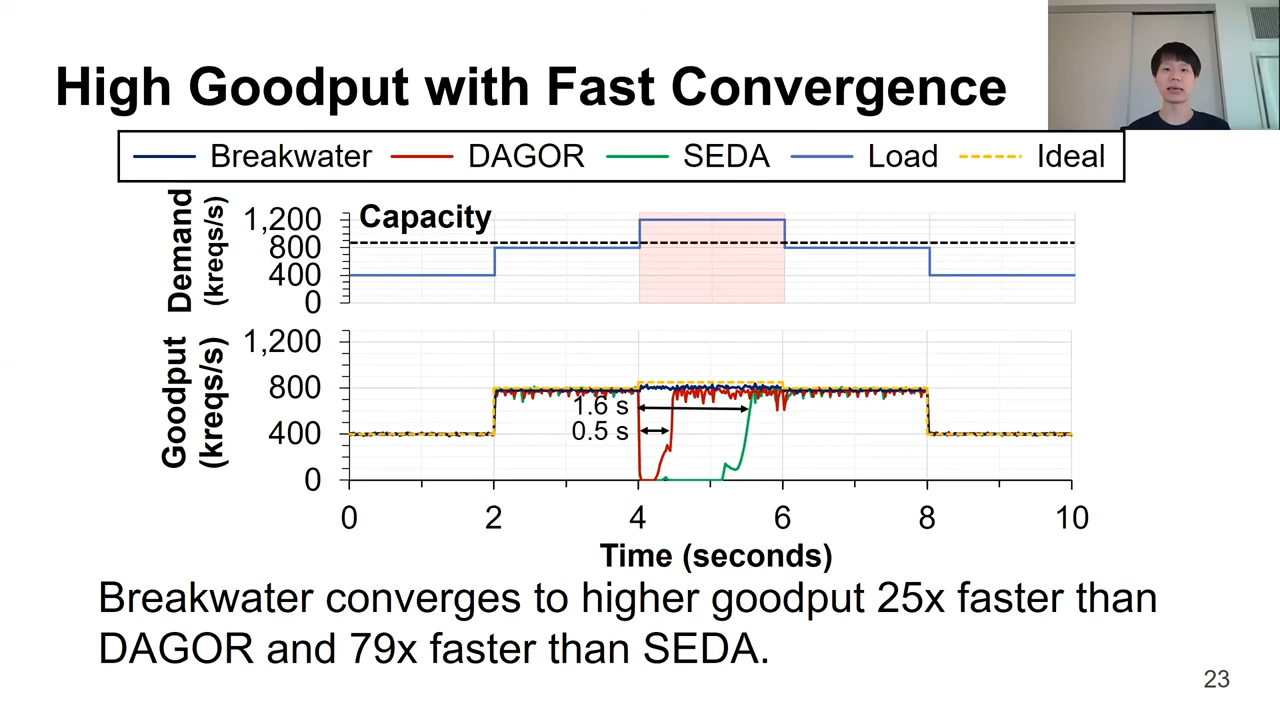 High Goodput with Fast Convergence
Breakwater DAGOR SEDA Load Ideal
Demand
(kreqs/s)
1,200
800
400
0
Capacity
Goodput
(kreqs/s)
1,200
800
400
0
1.6 s
0.5 s
0 2 4 6 8 10
Time (seconds)
Breakwater converges to higher goodput 25x faster than
DAGOR and 79x faster than SEDA.
23